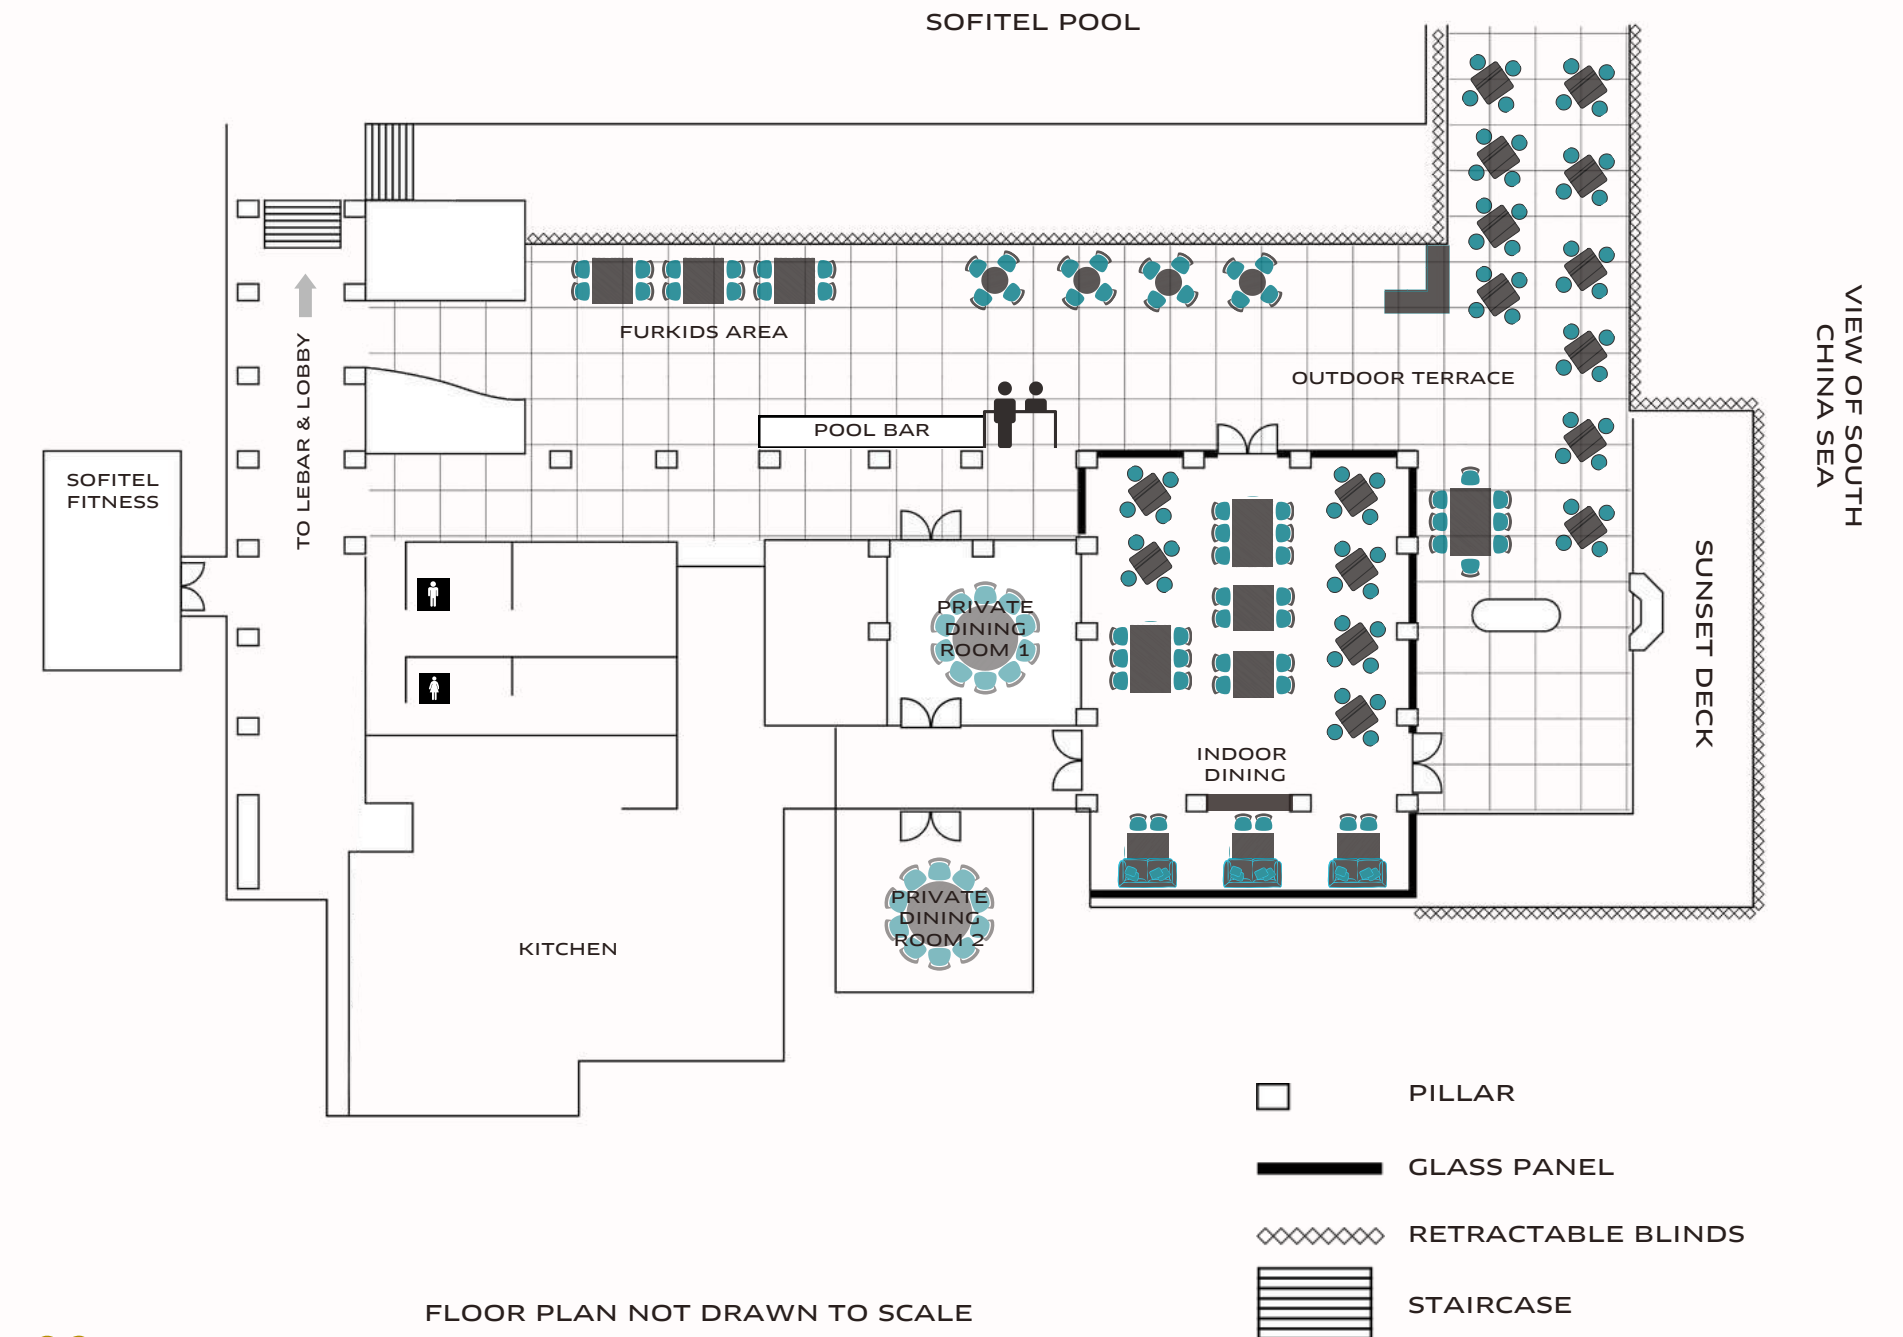 SOFITEL POOL
FURKIDS AREA
OUTDOOR TERRACE
POOL BAR
TO LEBAR & LOBBY
SOFITEL
FITNESS
VIEW OF SOUTH
CHINA SEA
SUNSET DECK
PRIVATE
DINING
ROOM 1
INDOOR
DINING
PRIVATE
DINING
ROOM 2
KITCHEN
PILLAR
GLASS PANEL
RETRACTABLE BLINDS
STAIRCASE
FLOOR PLAN NOT DRAWN TO SCALE